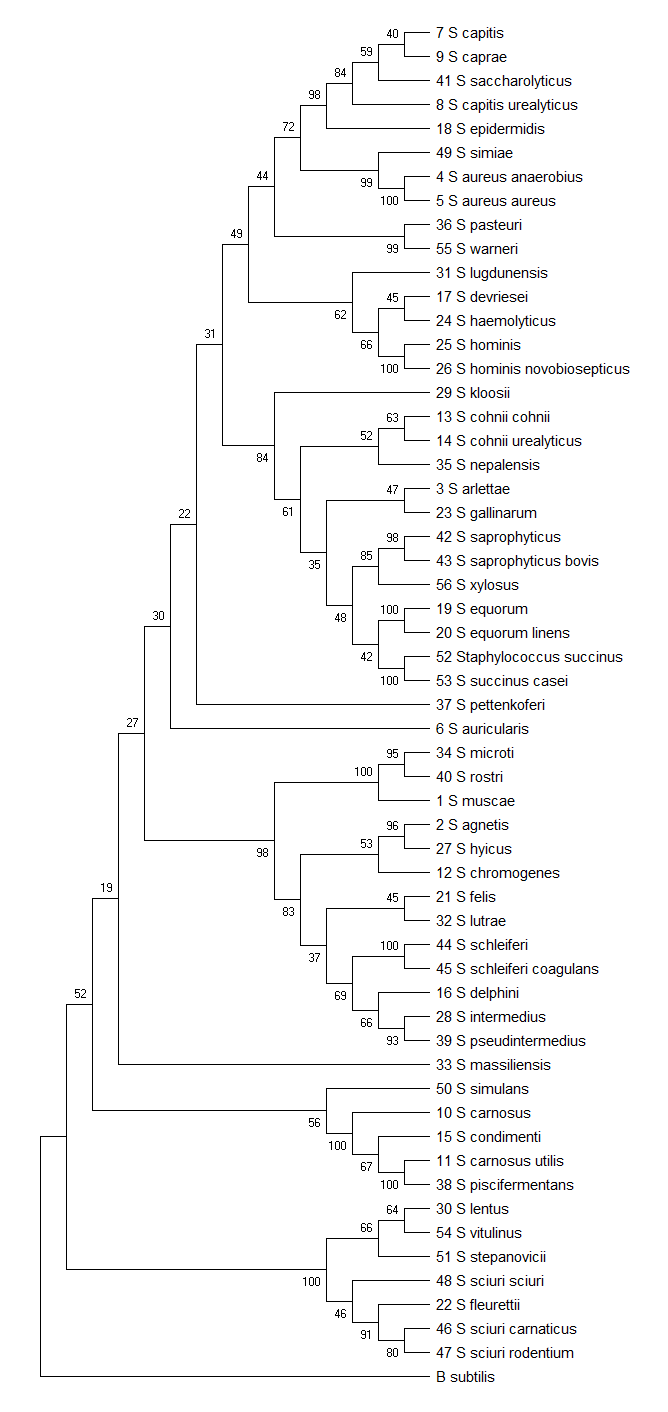 40
7 S capitis
59
9 S caprae
84
41 S saccharolyticus
98
8 S capitis urealyticus
72
18 S epidermidis
49 S simiae
44
99
4 S aureus anaerobius
100
5 S aureus aureus
49
36 S pasteuri
99
55 S warneri
31 S lugdunensis
62
45
17 S devriesei
31
66
24 S haemolyticus
25 S hominis
100
26 S hominis novobiosepticus
29 S kloosii
84
63
13 S cohnii cohnii
52
14 S cohnii urealyticus
61
35 S nepalensis
22
47
3 S arlettae
23 S gallinarum
35
98
42 S saprophyticus
85
43 S saprophyticus bovis
48
56 S xylosus
30
100
19 S equorum
42
20 S equorum linens
52 Staphylococcus succinus
100
53 S succinus casei
37 S pettenkoferi
27
6 S auricularis
95
34 S microti
100
40 S rostri
98
1 S muscae
96
2 S agnetis
53
27 S hyicus
83
12 S chromogenes
19
45
21 S felis
37
32 S lutrae
100
44 S schleiferi
69
45 S schleiferi coagulans
52
66
16 S delphini
28 S intermedius
93
39 S pseudintermedius
33 S massiliensis
50 S simulans
56
10 S carnosus
100
15 S condimenti
67
11 S carnosus utilis
100
38 S piscifermentans
64
30 S lentus
66
54 S vitulinus
51 S stepanovicii
100
48 S sciuri sciuri
46
22 S fleurettii
91
46 S sciuri carnaticus
80
47 S sciuri rodentium
B subtilis